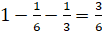 1 − 1/6 − 1/3 = 3/6